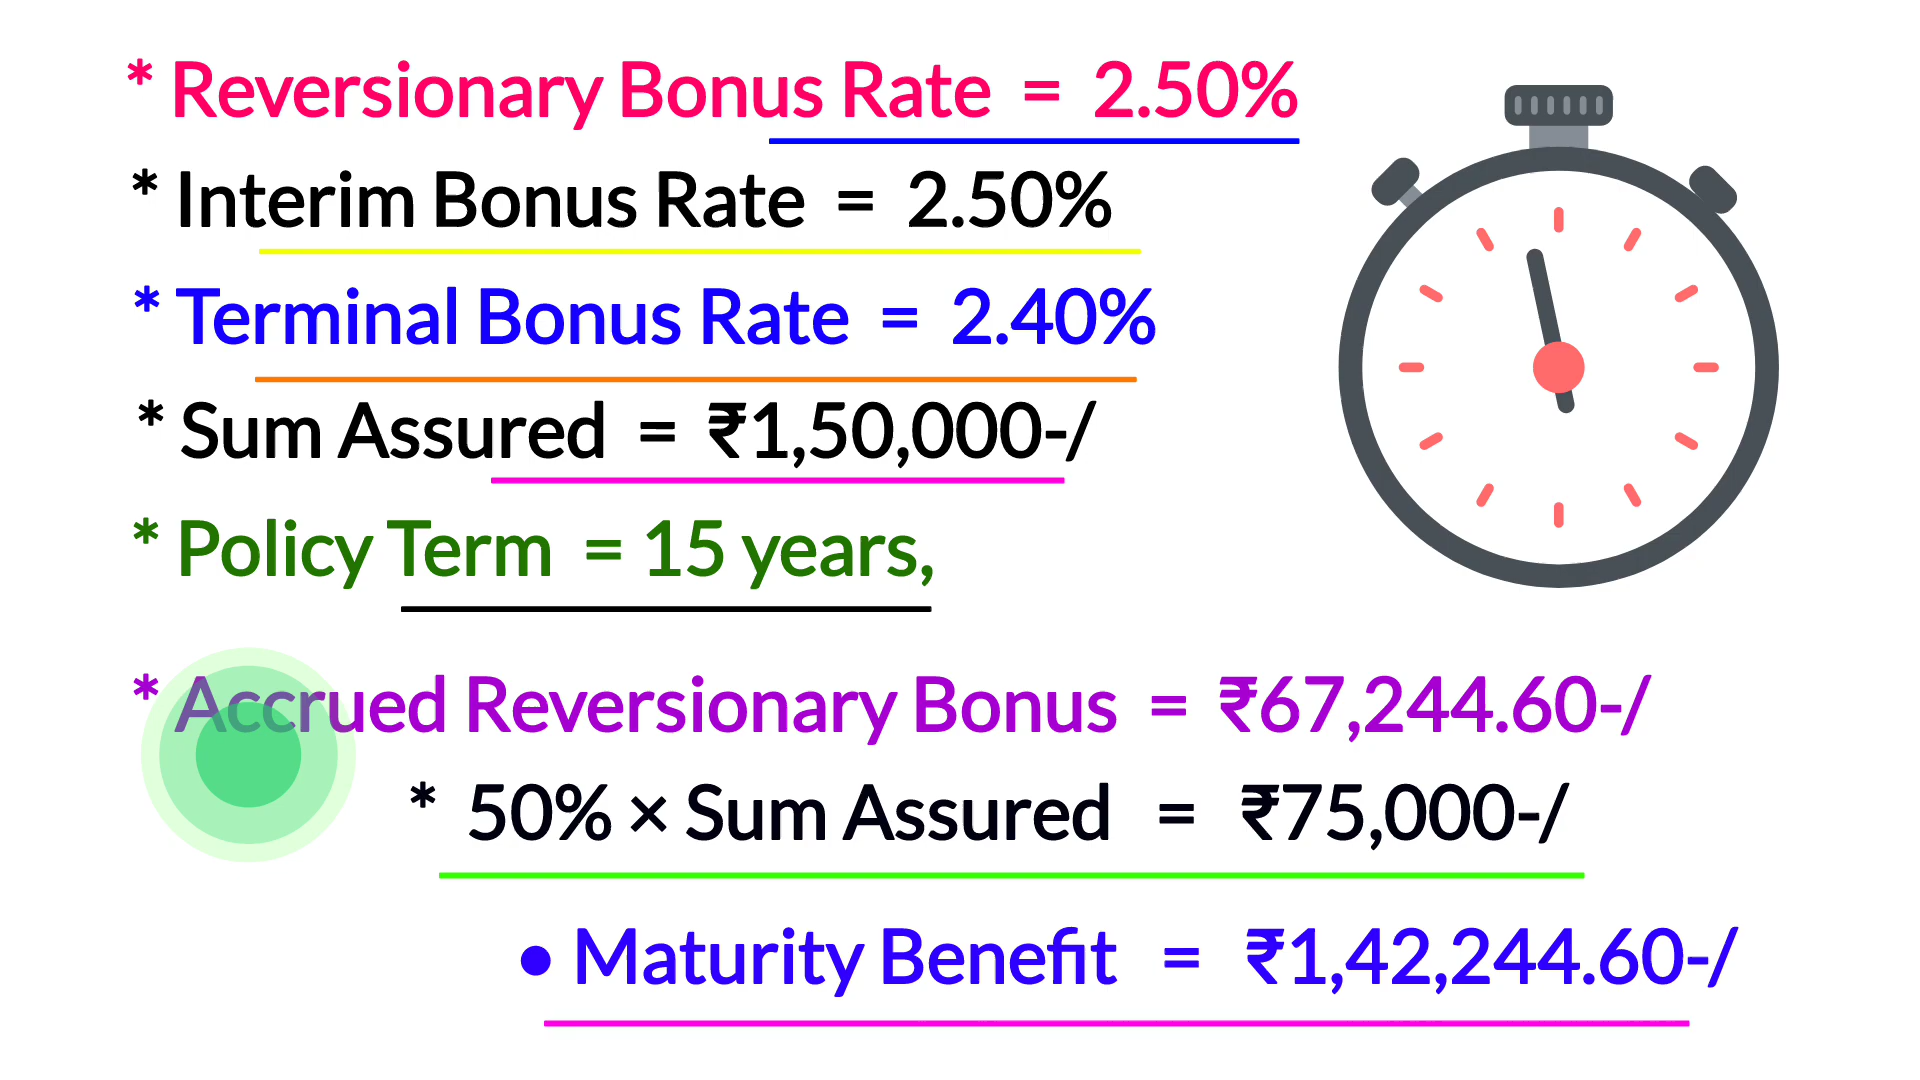 * Reversionary Bonus Rate = 2.50%
* Interim Bonus Rate = 2.50%
* Terminal Bonus Rate = 2.40%
* Sum Assured = ₹1,50,000-/
* Policy Term = 15 years,
* Accrued Reversionary Bonus = ₹67,244.60-/
* 50% × Sum Assured = ₹75,000-/
• Maturity Benefit = ₹1,42,244.60-/